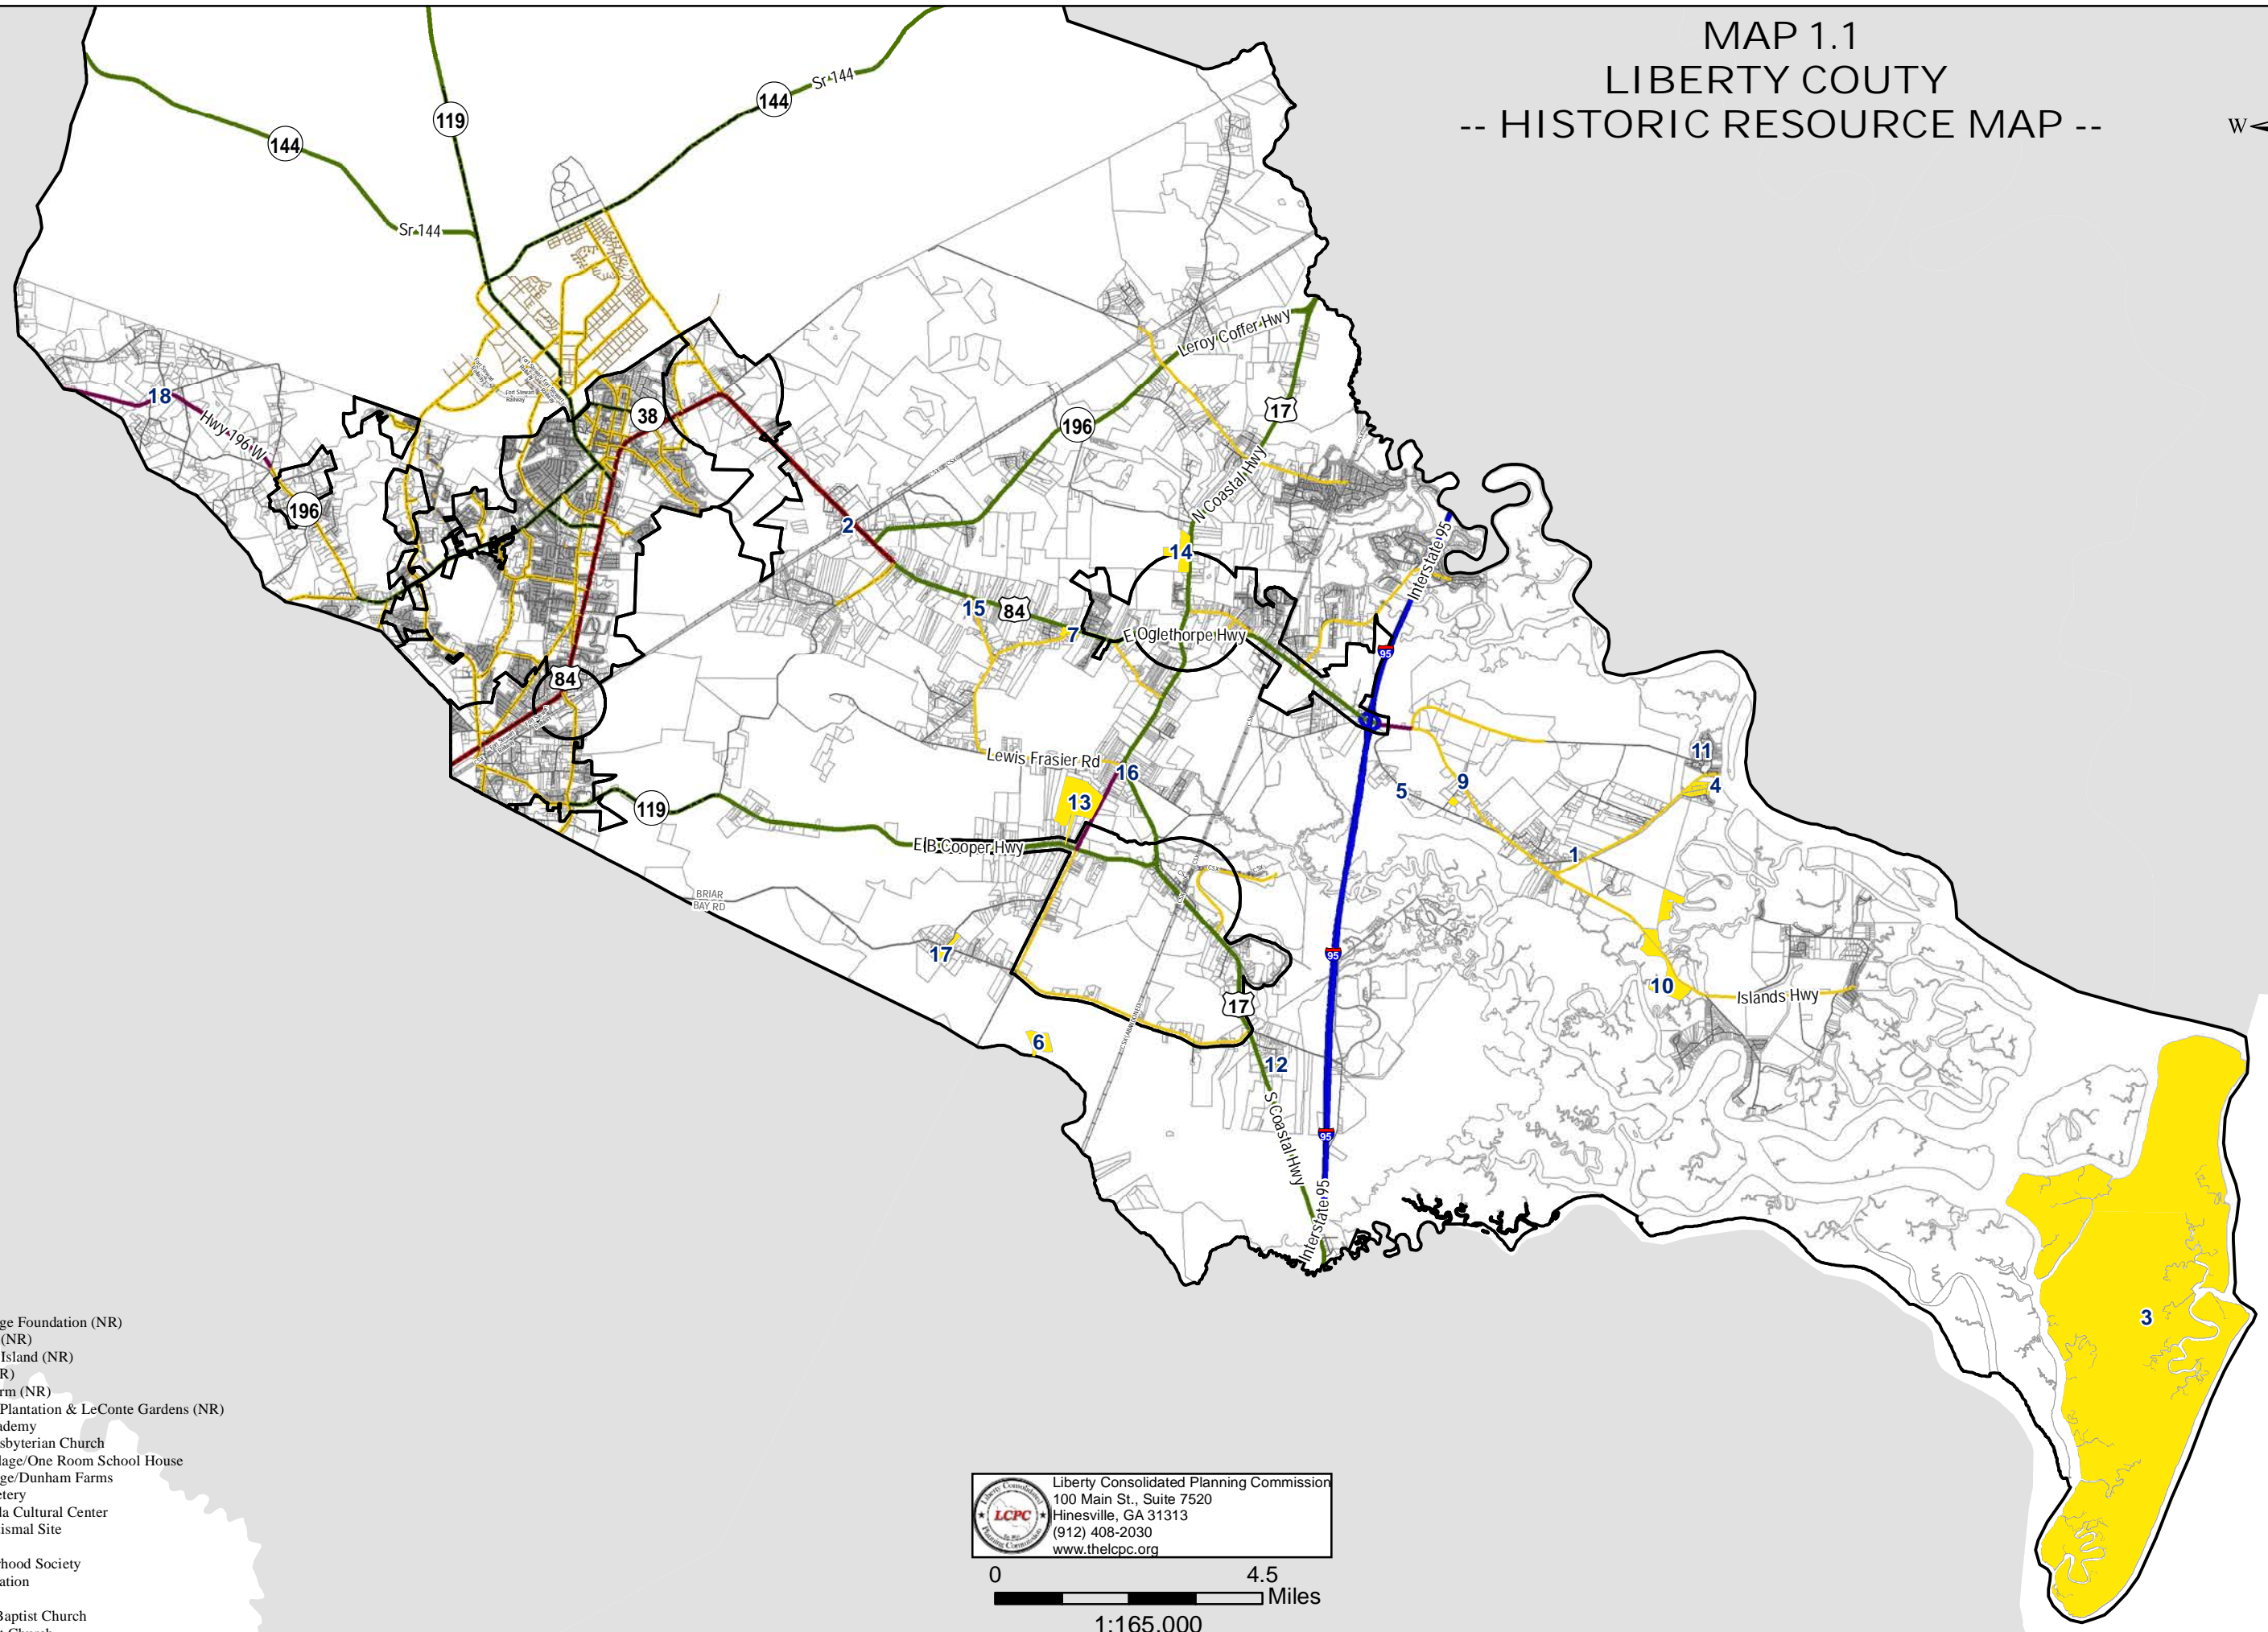 MAP 1.1
LIBERTY COUTY
-- HISTORIC RESOURCE MAP --
W
Sr 144
144
119
144
Sr 144
Leroy Coffer Hwy
17
18
Hwy 196 W
38
196
N Coastal Hwy
196
2
14
Interstate 95
15
84
7
E Oglethorpe Hwy
95
84
Lewis Frasier Rd
16
11
5
9
4
119
13
E B Cooper Hwy
1
BRIAR
BAY RD
17
95
10
Islands Hwy
17
6
12
S Coastal Hwy
95
Interstate 95
3
ge Foundation (NR)
(NR)
Island (NR)
R)
rm (NR)
Plantation & LeConte Gardens (NR)
ademy
sbyterian Church
lage/One Room School House
ge/Dunham Farms
etery
la Cultural Center
ismal Site
rhood Society
ation
Baptist Church
Liberty Consolidated Planning Commission
100 Main St., Suite 7520
Hinesville, GA 31313
(912) 408-2030
www.thelcpc.org
LCPC
0 4.5
Miles
1:165,000